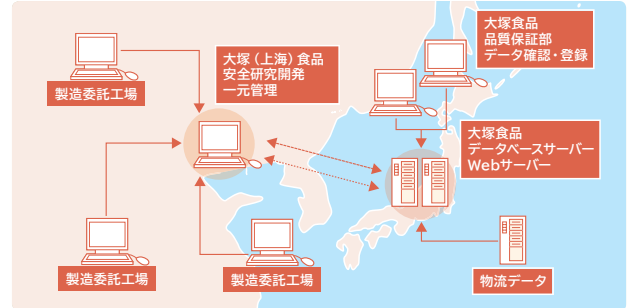 製造委託工場
大塚（上海）食品
安全研究開発
一元管理
大塚食品
品質保証部
データ確認・登録
大塚食品
データベースサーバー
Webサーバー
製造委託工場
製造委託工場
物流データ